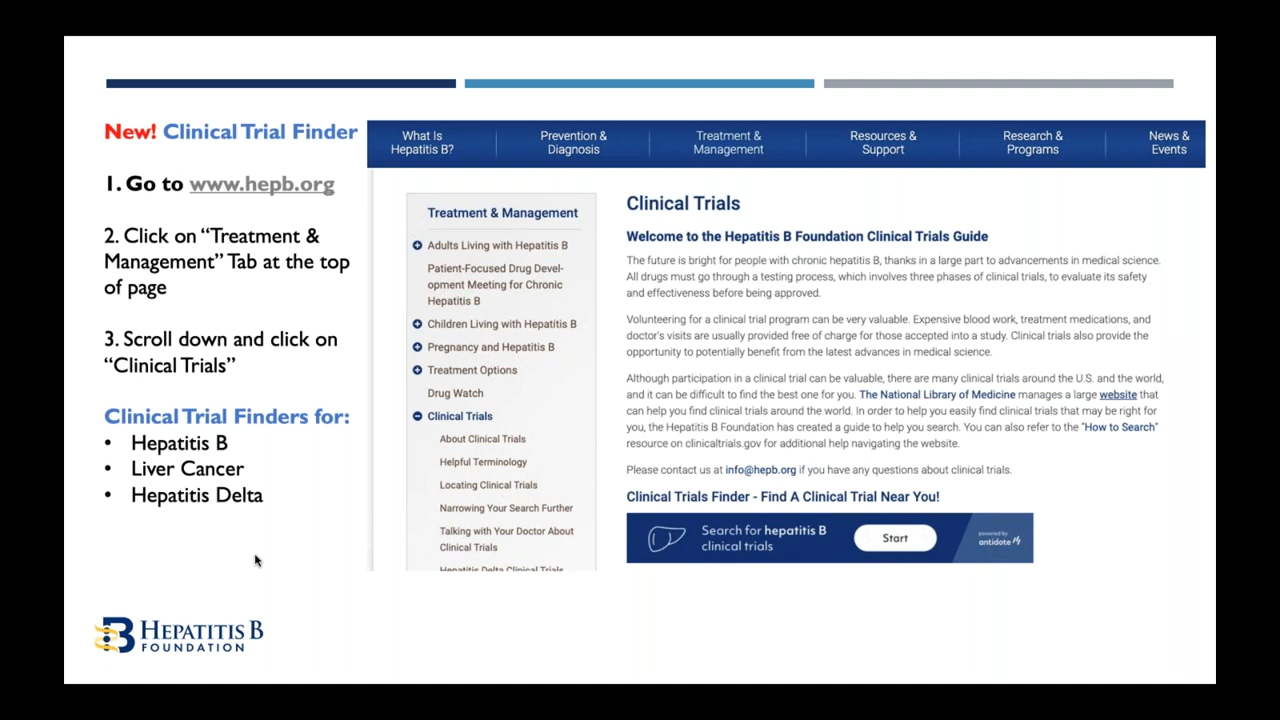 New! Clinical Trial Finder
1. Go to www.hepb.org
2. Click on “Treatment &
Management” Tab at the top
of page
3. Scroll down and click on
“Clinical Trials”
Clinical Trial Finders for:
• Hepatitis B
• Liver Cancer
• Hepatitis Delta
HEPATITIS B
FOUNDATION
What Is
Hepatitis B?
Prevention &
Diagnosis
Treatment &
Management
Resources &
Support
Research &
Programs
News &
Events
Treatment & Management
Adults Living with Hepatitis B
Patient-Focused Drug Devel-
opment Meeting for Chronic
Hepatitis B
Children Living with Hepatitis B
Pregnancy and Hepatitis B
Treatment Options
Drug Watch
Clinical Trials
About Clinical Trials
Helpful Terminology
Locating Clinical Trials
Narrowing Your Search Further
Talking with Your Doctor About
Clinical Trials
Hepatitis Delta Clinical Trials
Clinical Trials
Welcome to the Hepatitis B Foundation Clinical Trials Guide
The future is bright for people with chronic hepatitis B, thanks in a large part to advancements in medical science.
All drugs must go through a testing process, which involves three phases of clinical trials, to evaluate its safety
and effectiveness before being approved.
Volunteering for a clinical trial program can be very valuable. Expensive blood work, treatment medications, and
doctor's visits are usually provided free of charge for those accepted into a study. Clinical trials also provide the
opportunity to potentially benefit from the latest advances in medical science.
Although participation in a clinical trial can be valuable, there are many clinical trials around the U.S. and the world,
and it can be difficult to find the best one for you. The National Library of Medicine manages a large website that
can help you find clinical trials around the world. In order to help you easily find clinical trials that may be right for
you, the Hepatitis B Foundation has created a guide to help you search. You can also refer to the "How to Search"
resource on clinicaltrials.gov for additional help navigating the website.
Please contact us at info@hepb.org if you have any questions about clinical trials.
Clinical Trials Finder - Find A Clinical Trial Near You!
Search for hepatitis B
clinical trials
Start
powered by
antidote